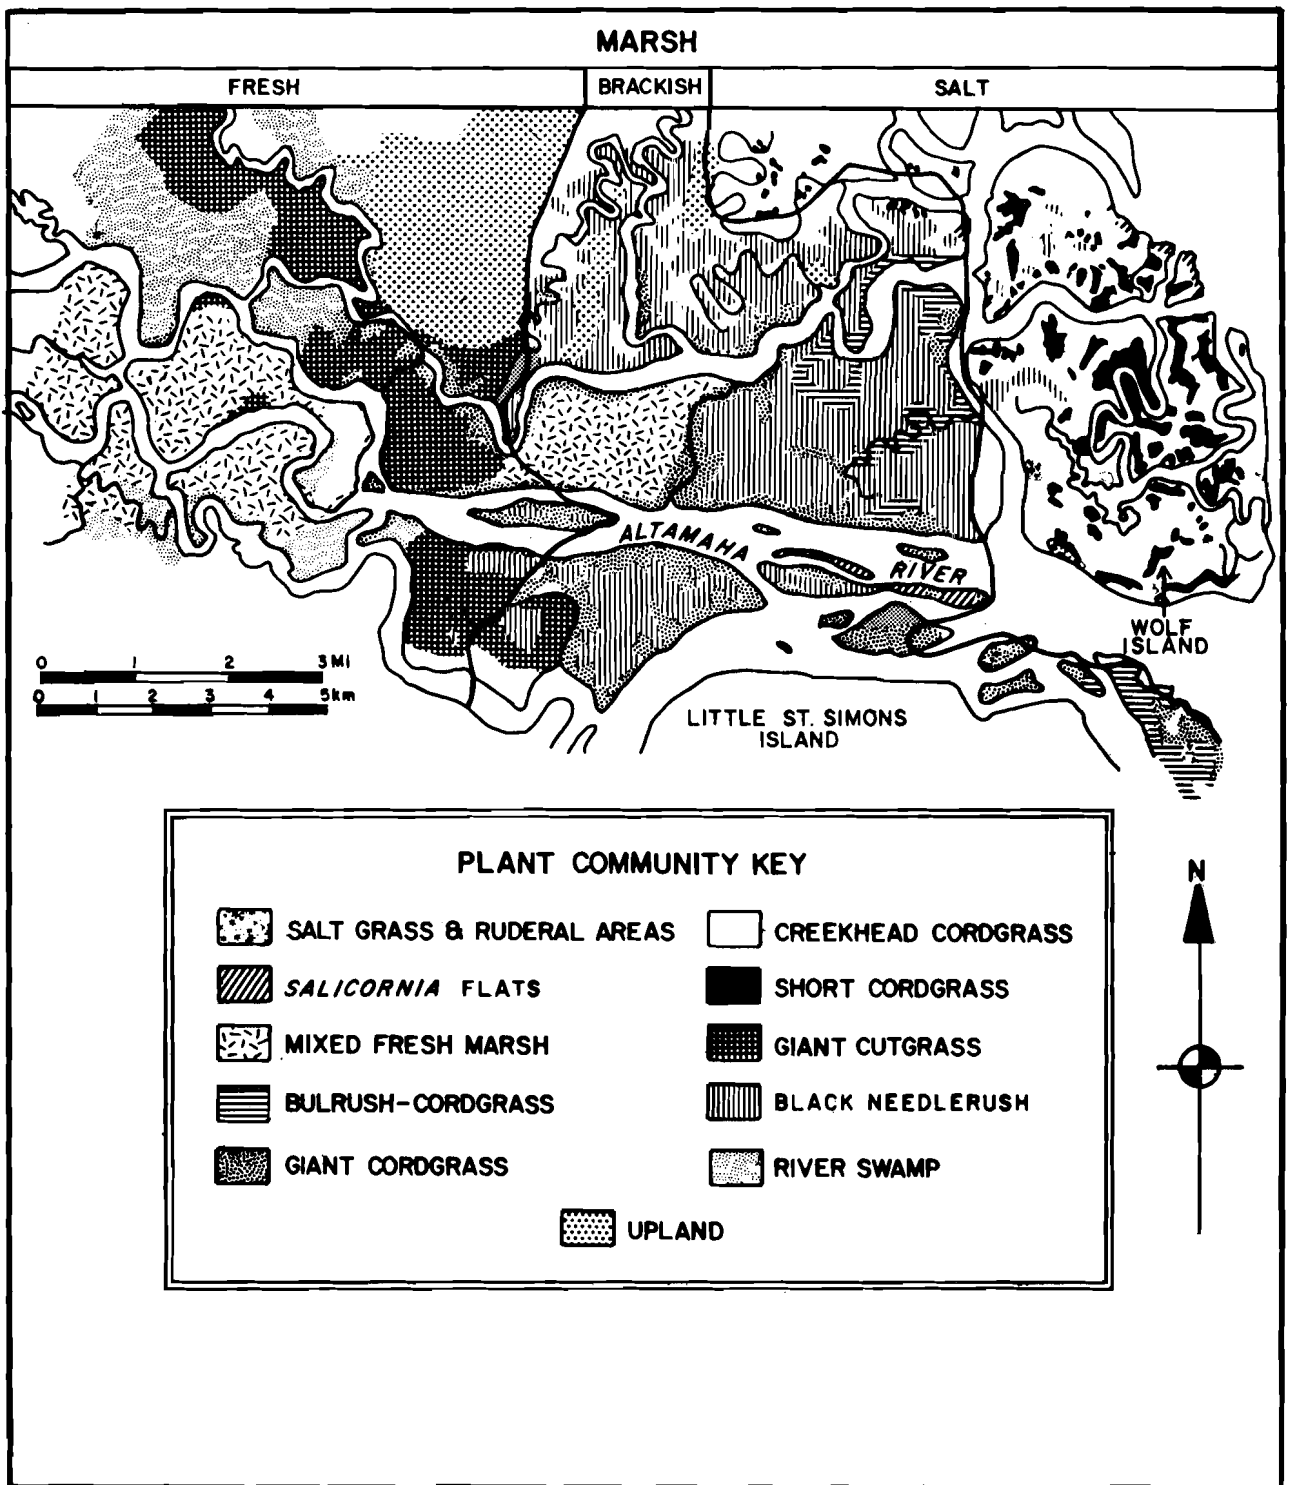 MARSH
FRESH
BRACKISH
SALT
ALTAMAHA
RIVER
WOLF
ISLAND
0 1 2 3 MI
0 1 2 3 4 5km
LITTLE ST. SIMONS
ISLAND
PLANT COMMUNITY KEY
SALT GRASS & RUDERAL AREAS
CREEKHEAD CORDGRASS
SALICORNIA FLATS
SHORT CORDGRASS
MIXED FRESH MARSH
GIANT CUTGRASS
BULRUSH-CORDGRASS
BLACK NEEDLERUSH
GIANT CORDGRASS
RIVER SWAMP
UPLAND
N